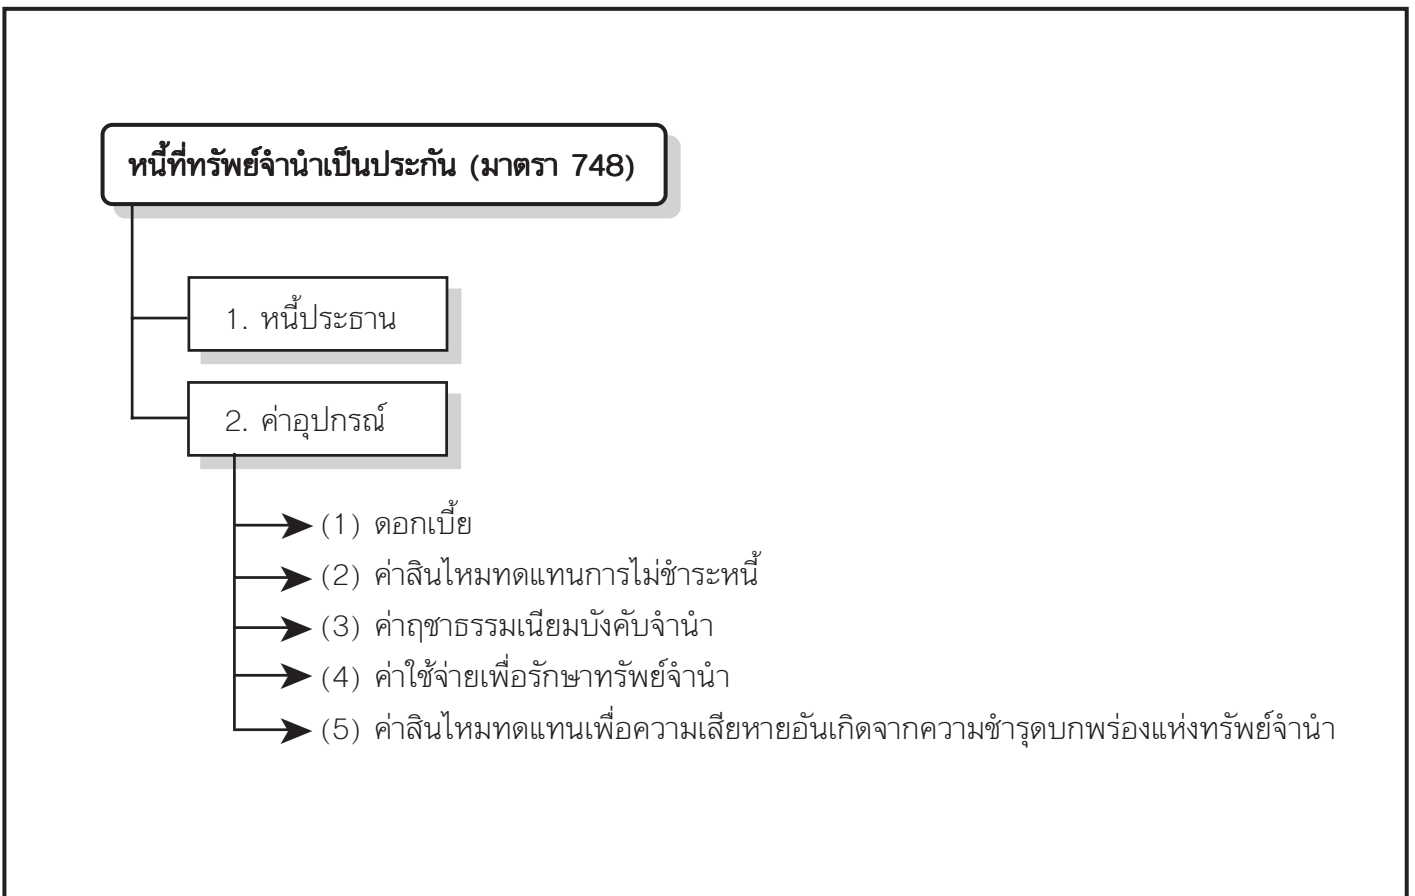 หนี้ที่ทรัพย์จำนำเป็นประกัน (มาตรา 748)
1. หนี้ประธาน
2. ค่าอุปกรณ์
(1) ดอกเบี้ย
(2) ค่าสินไหมทดแทนการไม่ชำระหนี้
(3) ค่าฤชาธรรมเนียมบังคับจำนำ
(4) ค่าใช้จ่ายเพื่อรักษาทรัพย์จำนำ
(5) ค่าสินไหมทดแทนเพื่อความเสียหายอันเกิดจากความชำรุดบกพร่องแห่งทรัพย์จำนำ